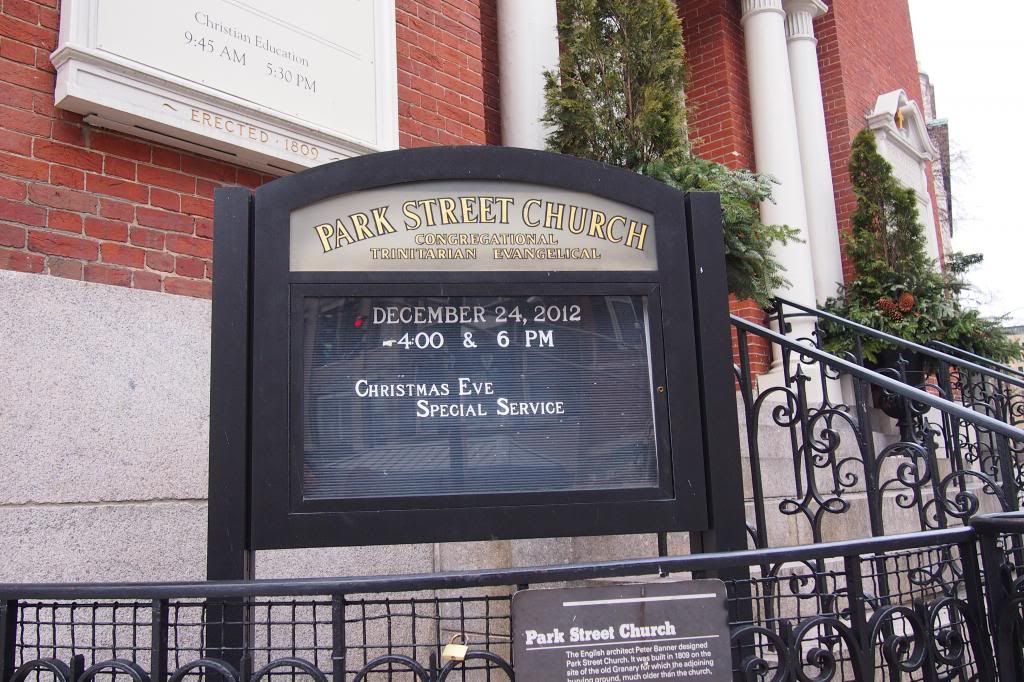 Christian Education
9:45 AM 5:30 PM
ERECTED · 1809
PARK STREET CHURCH
CONGREGATIONAL
TRINITARIAN EVANGELICAL
DECEMBER 24, 2012
4:00 & 6 PM
CHRISTMAS EVE
SPECIAL SERVICE
Park Street Church
The English architect Peter Banner designed
Park Street Church. It was built in 1809 on the
site of the old Granary for which the adjoining
burying ground, much older than the church,